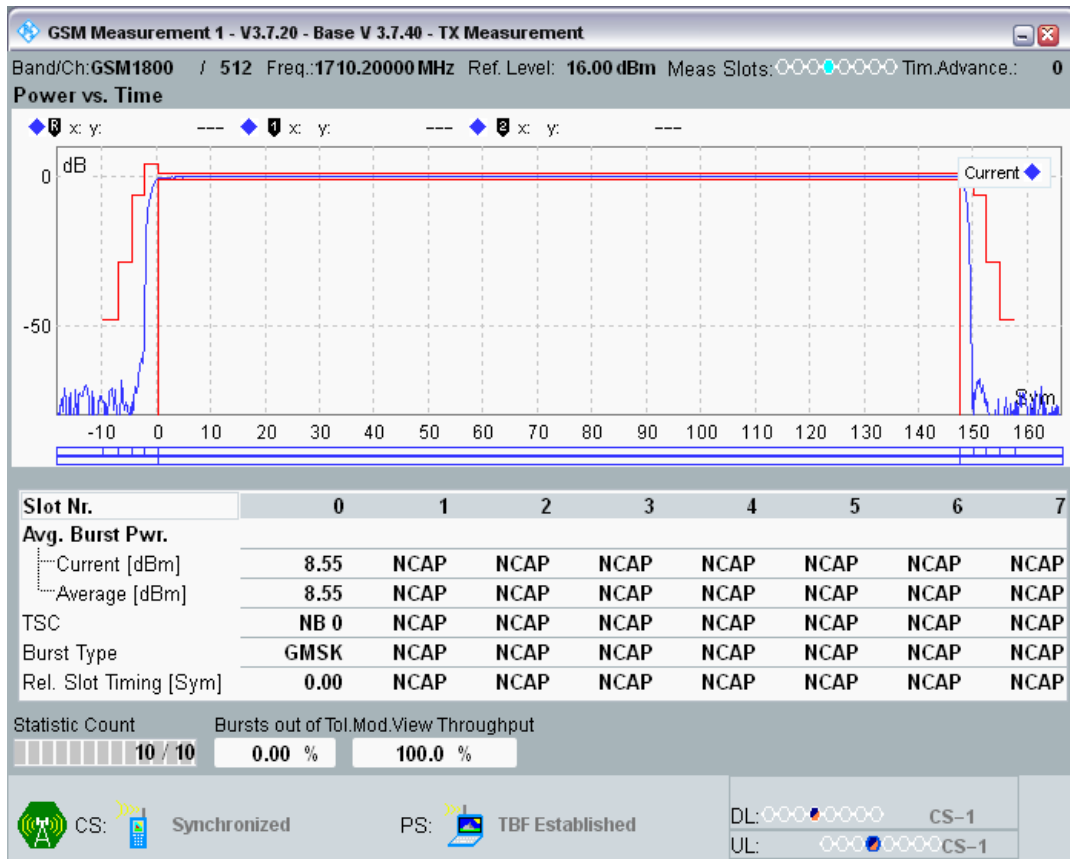 GSM Measurement 1 - V3.7.20 - Base V 3.7.40 - TX Measurement
Band/Ch:GSM1800 / 512 Freq.:1710.20000 MHz Ref. Level: 16.00 dBm Meas Slots: Tim.Advance.: 0
Power vs. Time
R x: y: --- 1 x: y: --- 2 x: y: ---
dB
Current
0
-50
Sym
-10 0 10 20 30 40 50 60 70 80 90 100 110 120 130 140 150 160
Slot Nr. 0 1 2 3 4 5 6 7
Avg. Burst Pwr.
Current [dBm] 8.55 NCAP NCAP NCAP NCAP NCAP NCAP NCAP
Average [dBm] 8.55 NCAP NCAP NCAP NCAP NCAP NCAP NCAP
TSC NB 0 NCAP NCAP NCAP NCAP NCAP NCAP NCAP
Burst Type GMSK NCAP NCAP NCAP NCAP NCAP NCAP NCAP
Rel. Slot Timing [Sym] 0.00 NCAP NCAP NCAP NCAP NCAP NCAP NCAP
Statistic Count Bursts out of Tol.Mod.View Throughput
10 / 10 0.00 % 100.0 %
CS: Synchronized PS: TBF Established
DL: CS-1
UL: CS-1